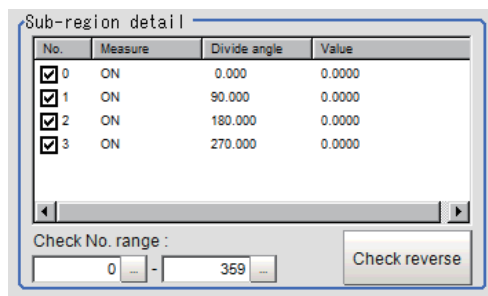 Sub-region detail
No. Measure Divide angle Value
0 ON 0.000 0.0000
1 ON 90.000 0.0000
2 ON 180.000 0.0000
3 ON 270.000 0.0000
Check No. range :
0 ... - 359 ...
Check reverse